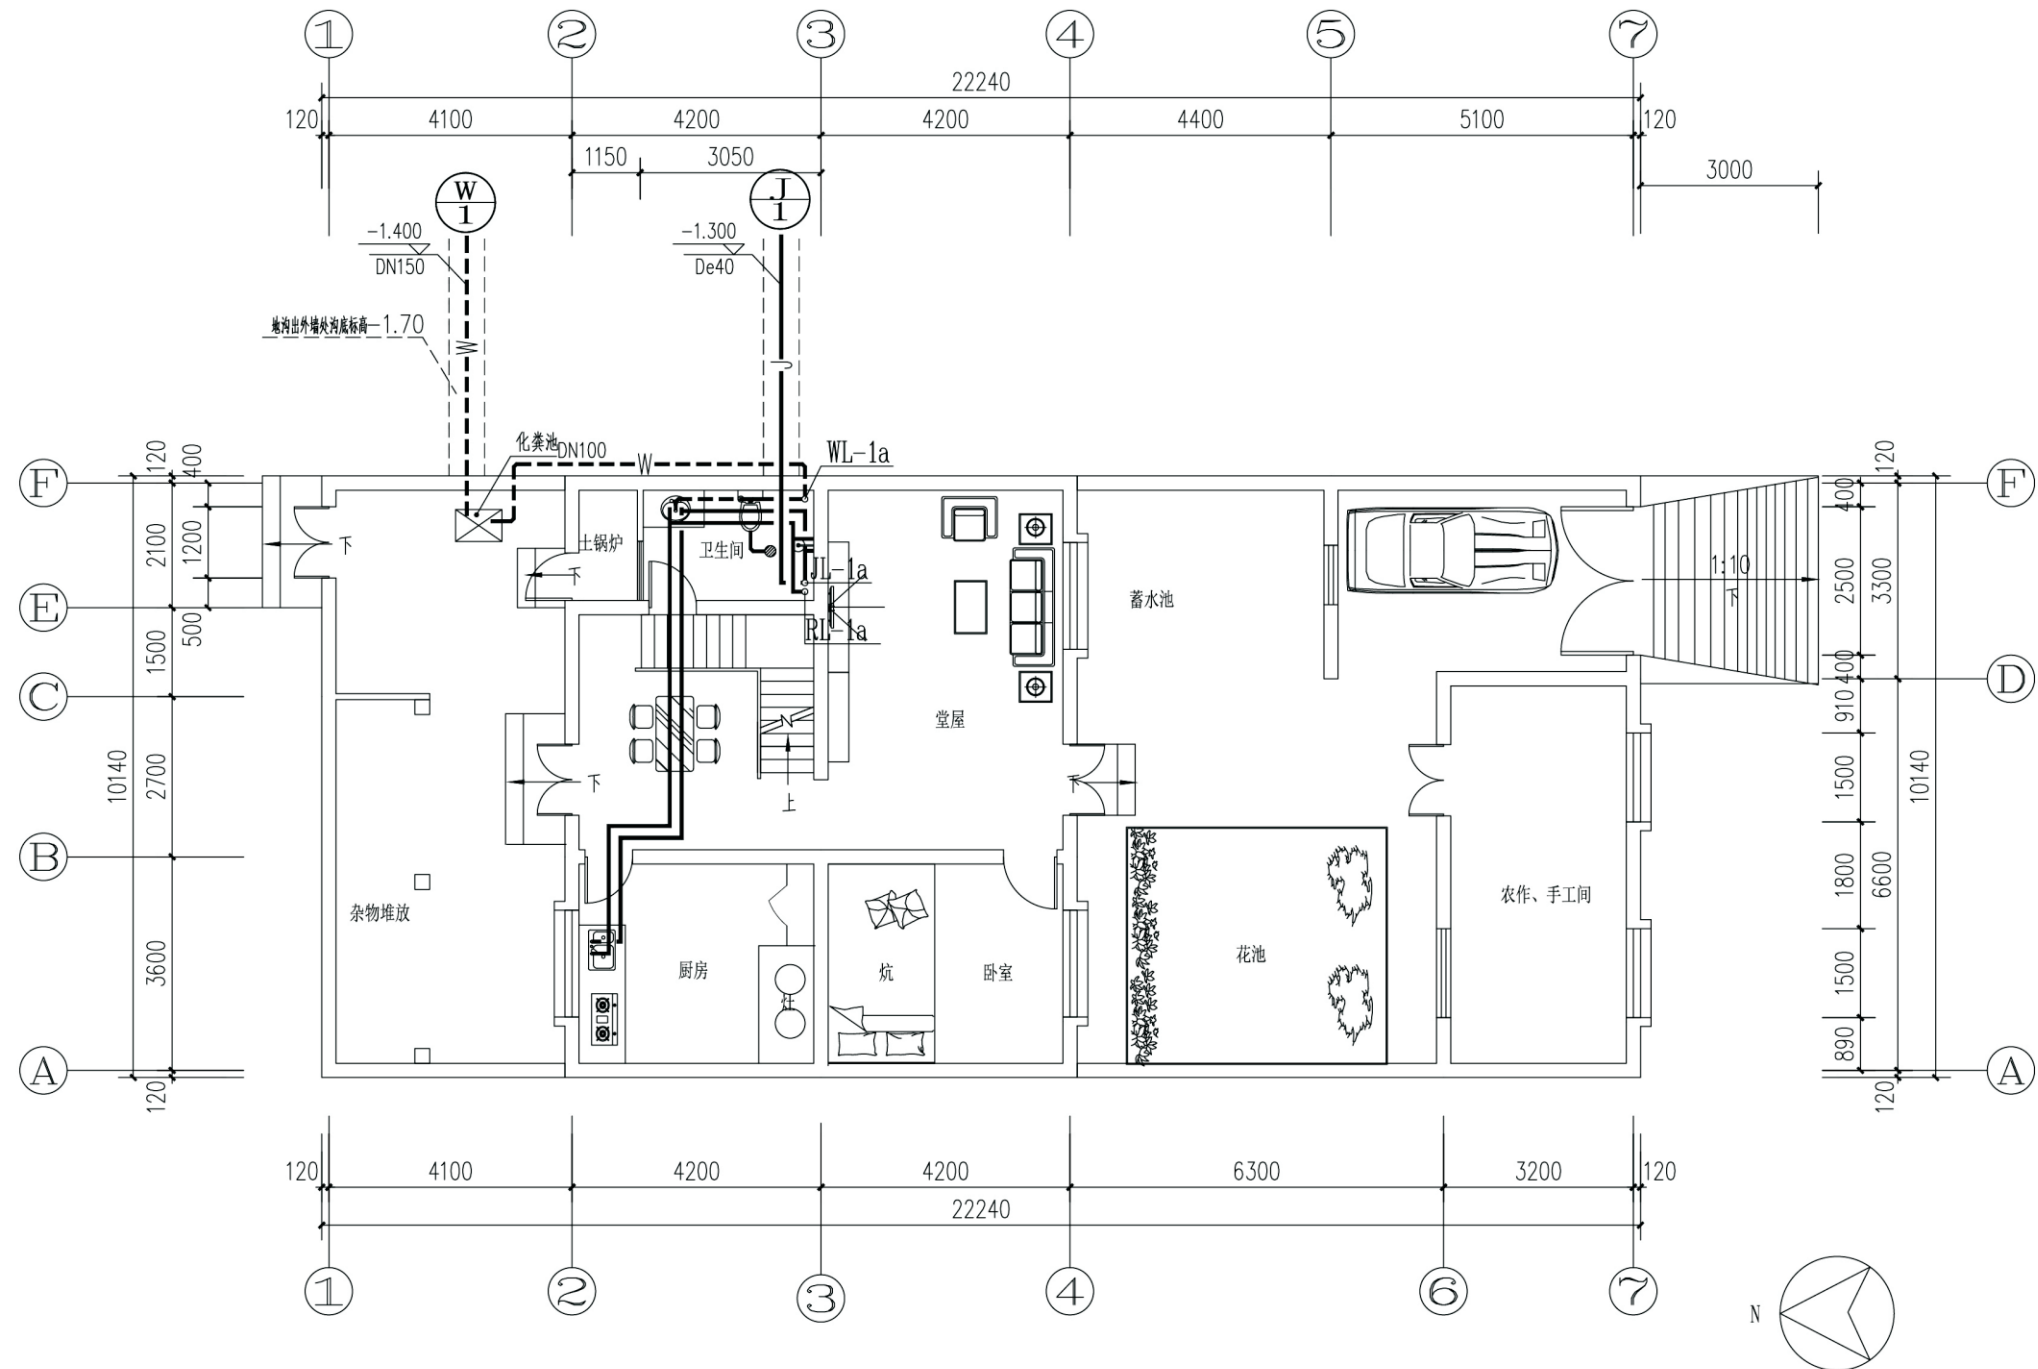 1 2 3 4 5 7
22240
120 4100 4200 4200 4400 5100 120
1150 3050
3000
W
1
J
1
-1.400
DN150
-1.300
De40
地沟出外墙处沟底标高-1.70
W
J
化粪池
DN100
W
WL-1a
F
F
120
400
2100
1200
120
400
3300
2500
下
土锅炉
下
卫生间
JL-1a
1:10
下
E
蓄水池
RL-1a
1500
500
400
C
D
堂屋
910
10140
2700
N
下
下
上
1500
10140
B
1800
6600
杂物堆放
农作、手工间
花池
3600
厨房
炕
卧室
灶
1500
890
A
A
120
120
120 4100 4200 4200 6300 3200 120
22240
1 2 3 4 6 7
N